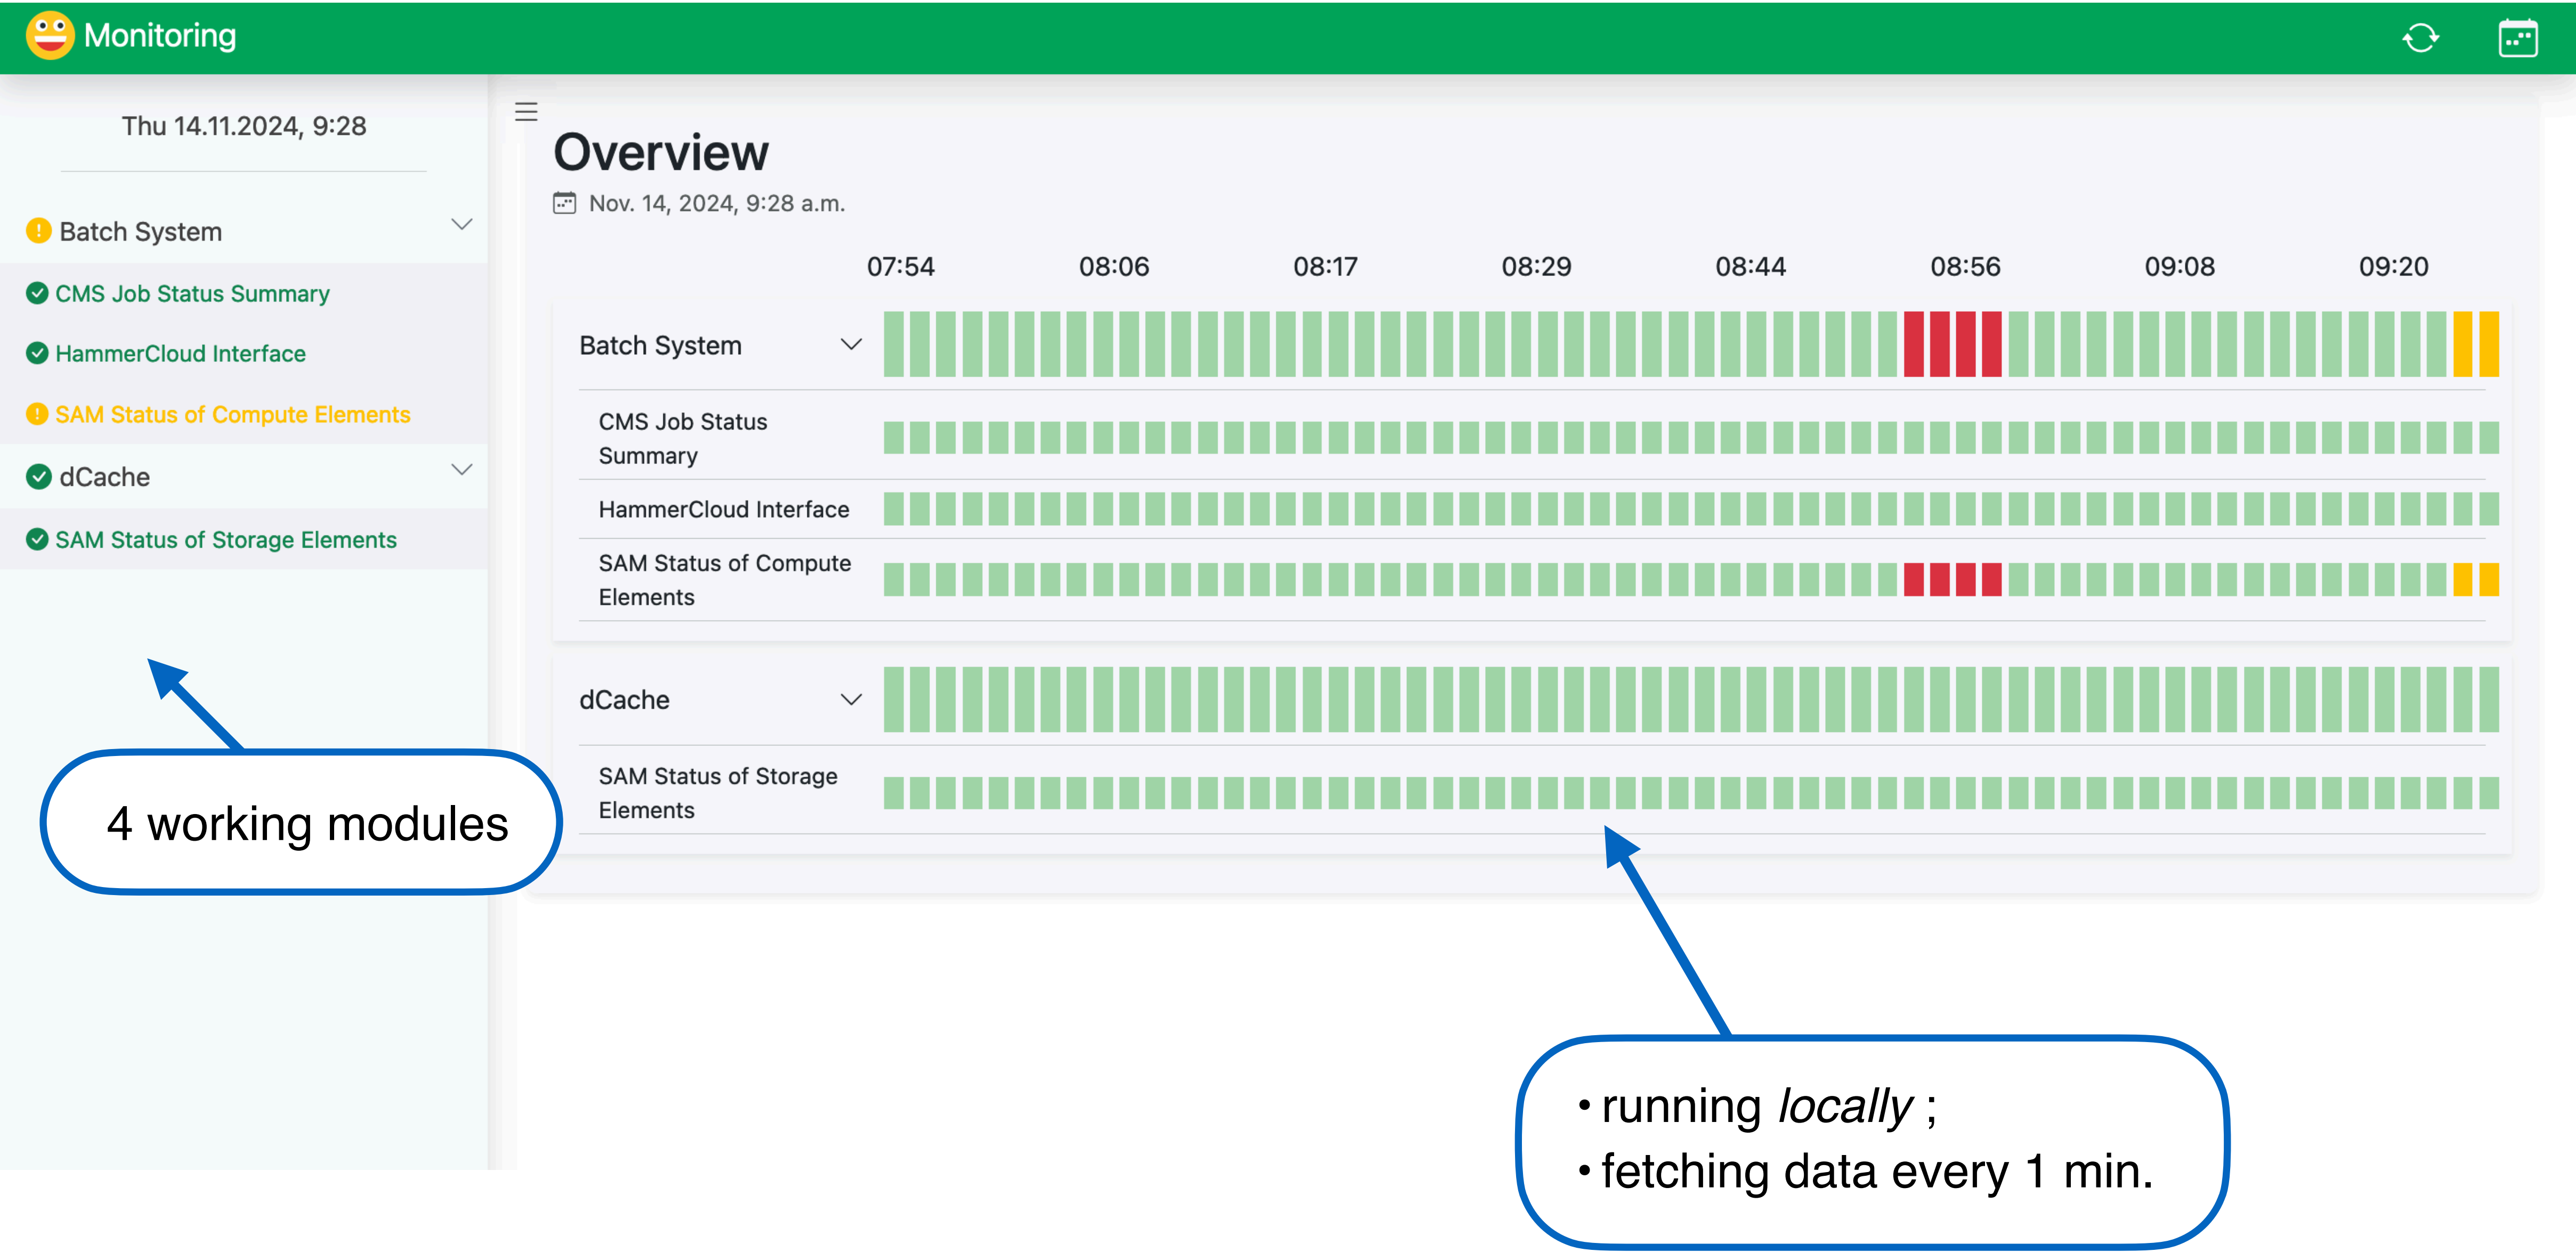 Monitoring
Thu 14.11.2024, 9:28
Batch System
CMS Job Status Summary
HammerCloud Interface
SAM Status of Compute Elements
dCache
SAM Status of Storage Elements
4 working modules
Overview
Nov. 14, 2024, 9:28 a.m.
07:54 08:06 08:17 08:29 08:44 08:56 09:08 09:20
Batch System
CMS Job Status
Summary
HammerCloud Interface
SAM Status of Compute
Elements
dCache
SAM Status of Storage
Elements
• running locally ;
• fetching data every 1 min.